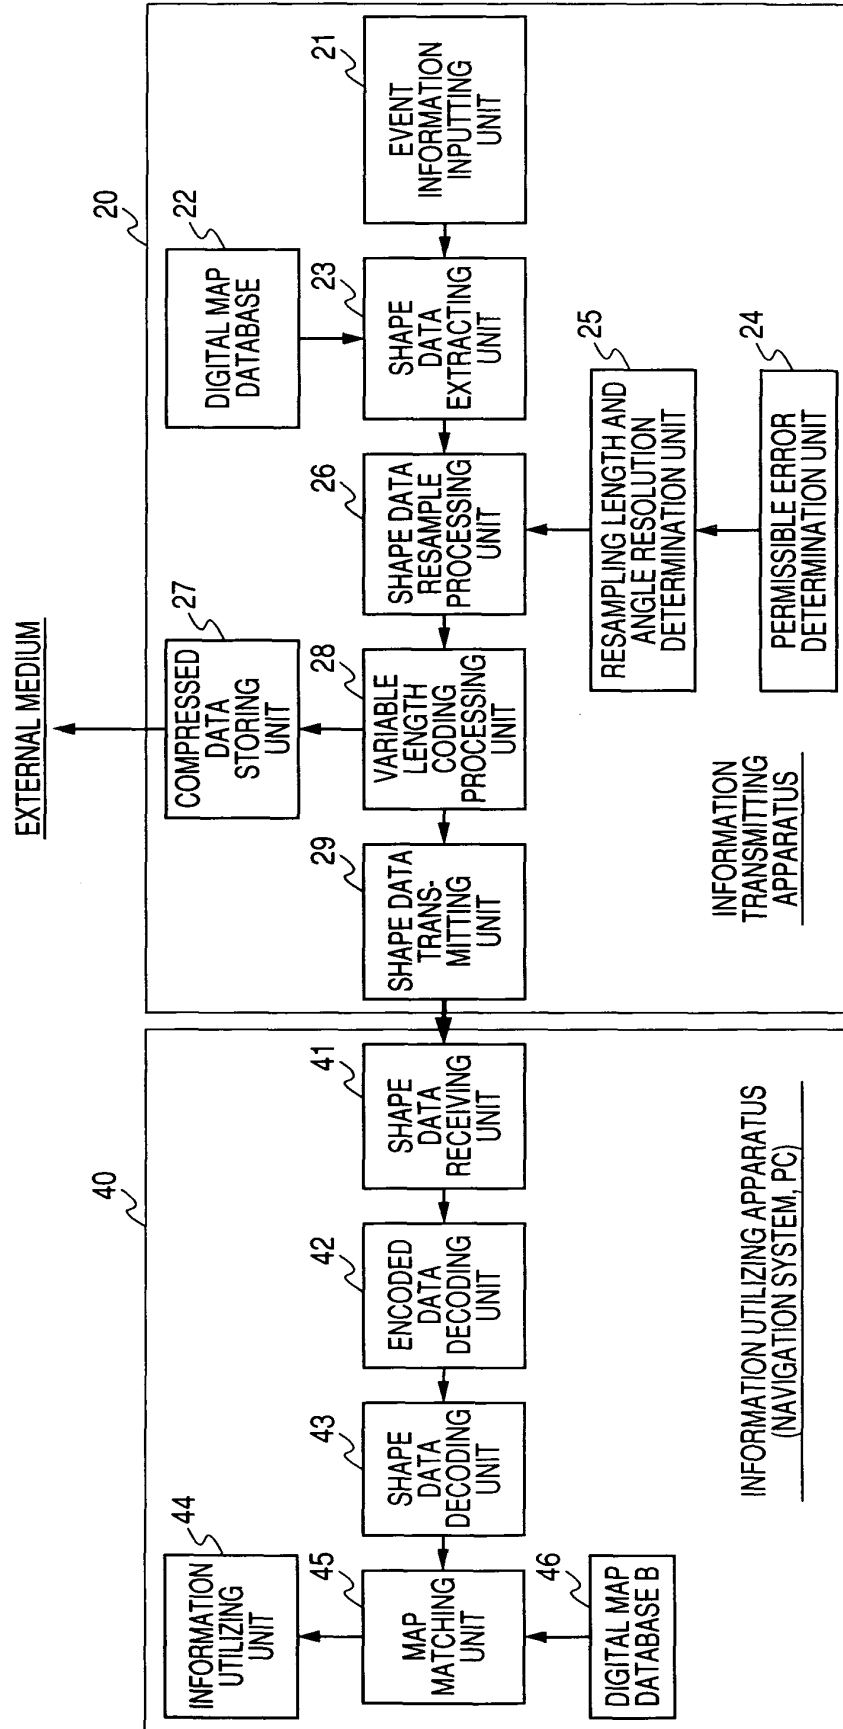 EXTERNAL MEDIUM
20
21
EVENT
INFORMATION
INPUTTING
UNIT
22
DIGITAL MAP
DATABASE
23
SHAPE
DATA
EXTRACTING
UNIT
24
PERMISSIBLE ERROR
DETERMINATION UNIT
25
RESAMPLING LENGTH AND
ANGLE RESOLUTION
DETERMINATION UNIT
26
SHAPE DATA
RESAMPLE
PROCESSING
UNIT
27
COMPRESSED
DATA
STORING
UNIT
28
VARIABLE
LENGTH
CODING
PROCESSING
UNIT
29
SHAPE DATA
TRANS-
MITTING
UNIT
INFORMATION
TRANSMITTING
APPARATUS
40
41
SHAPE
DATA
RECEIVING
UNIT
42
ENCODED
DATA
DECODING
UNIT
43
SHAPE
DATA
DECODING
UNIT
44
INFORMATION
UTILIZING
UNIT
45
MAP
MATCHING
UNIT
46
DIGITAL MAP
DATABASE B
INFORMATION UTILIZING APPARATUS
(NAVIGATION SYSTEM, PC)